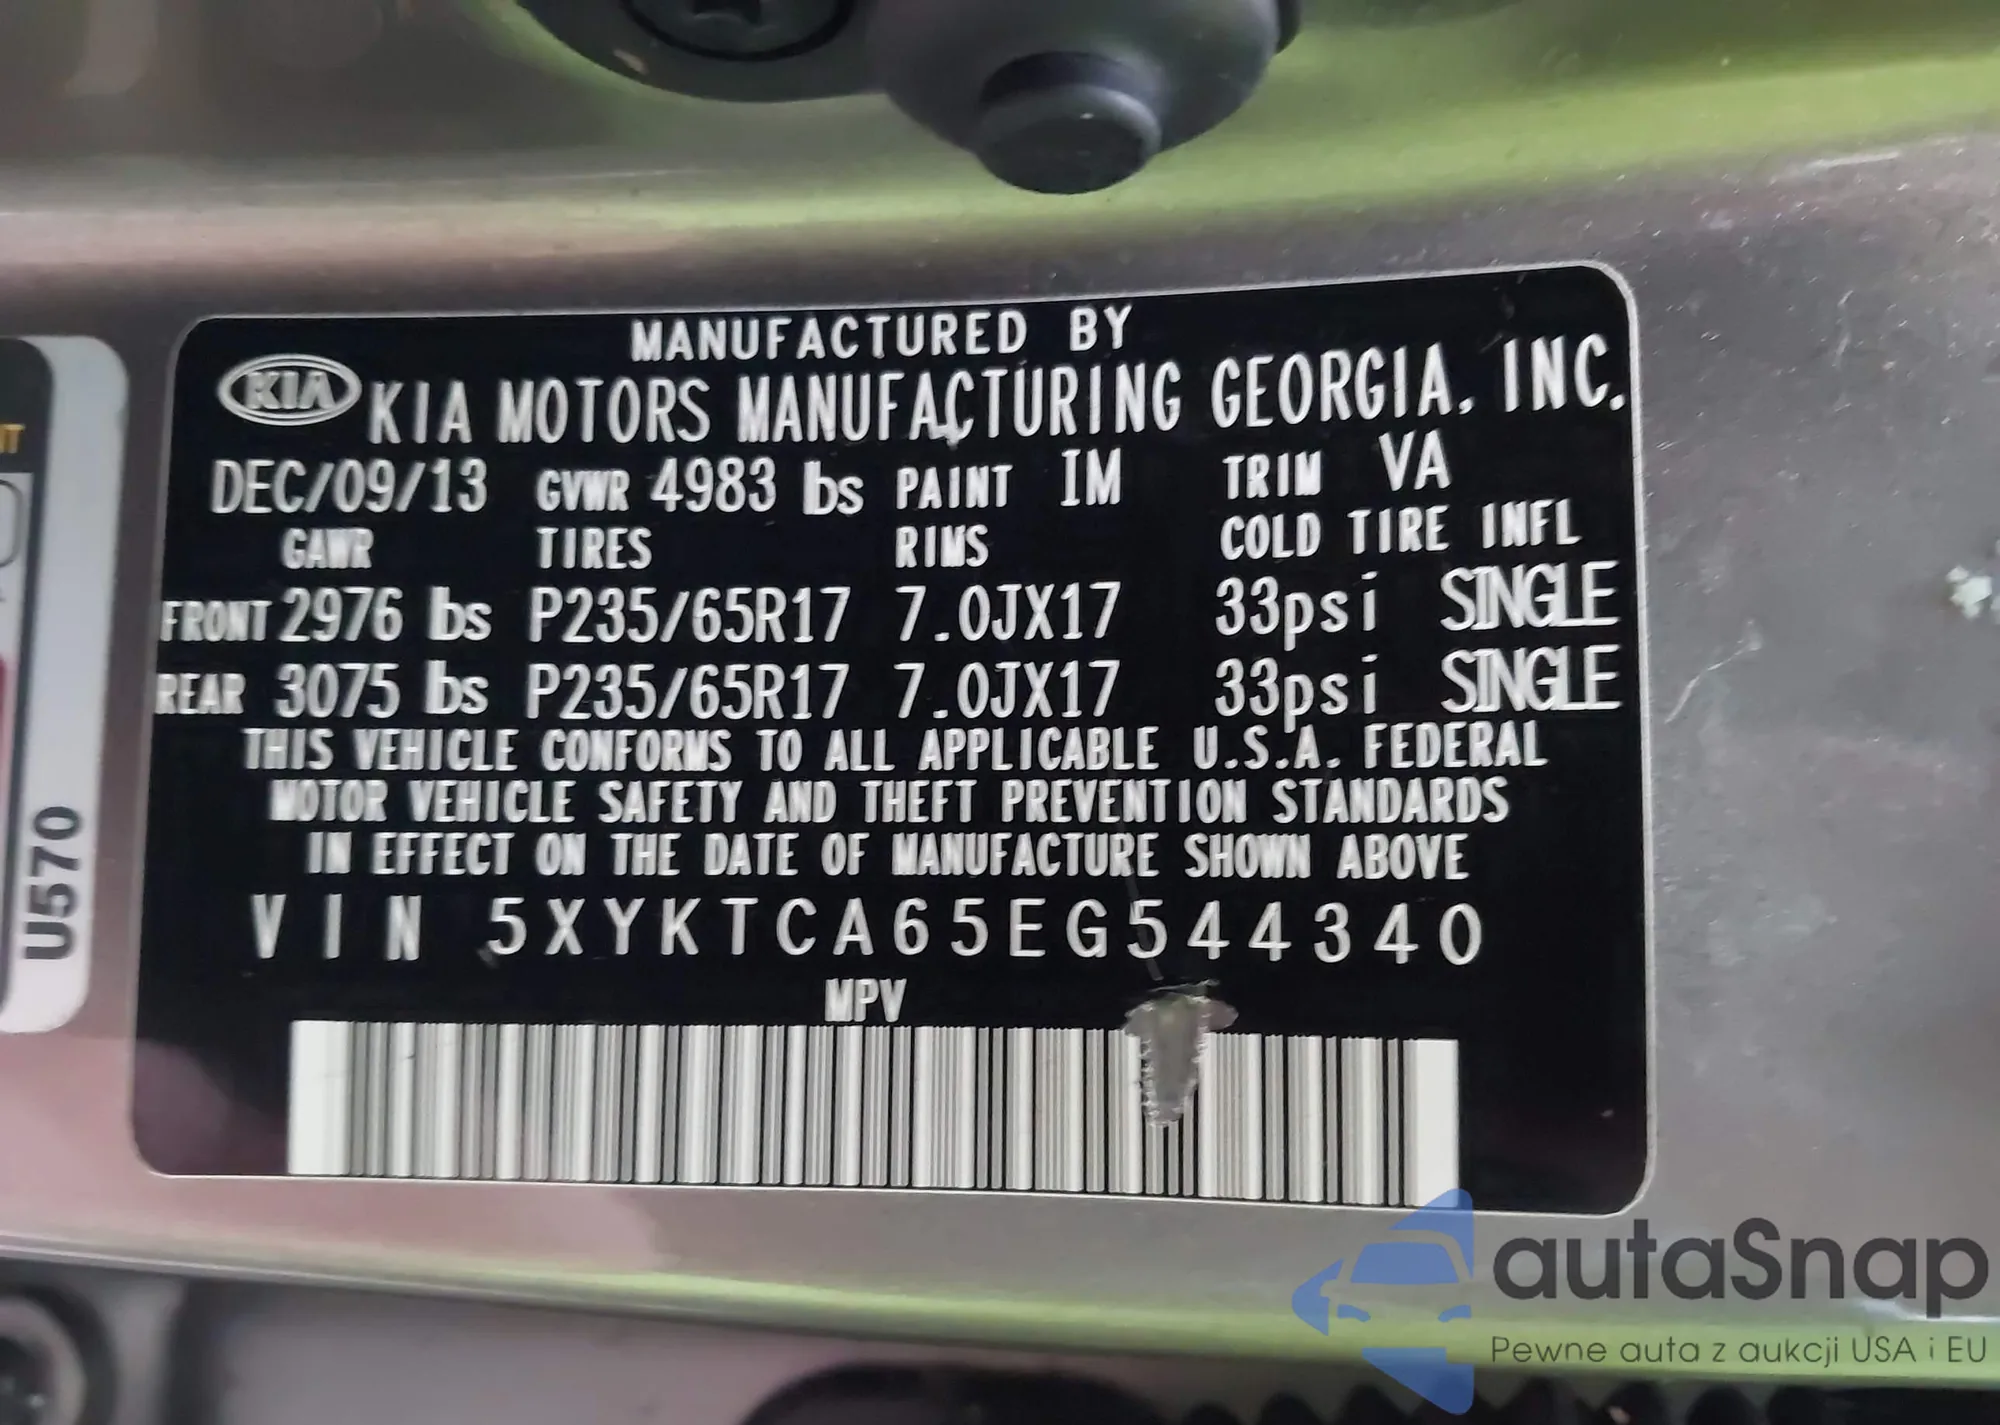 MANUFACTURED BY
KIA KIA MOTORS MANUFACTURING GEORGIA, INC.
DEC/09/13 GVWR 4983 lbs PAINT IM TRIM VA
GAWR TIRES RIMS COLD TIRE INFL
FRONT 2976 lbs P235/65R17 7.0JX17 33psi SINGLE
REAR 3075 lbs P235/65R17 7.0JX17 33psi SINGLE
THIS VEHICLE CONFORMS TO ALL APPLICABLE U.S.A. FEDERAL
MOTOR VEHICLE SAFETY AND THEFT PREVENTION STANDARDS
IN EFFECT ON THE DATE OF MANUFACTURE SHOWN ABOVE
VIN 5XYKTCA65EG544340
MPV
U570
autaSnap
Pewne auta z aukcji USA i EU